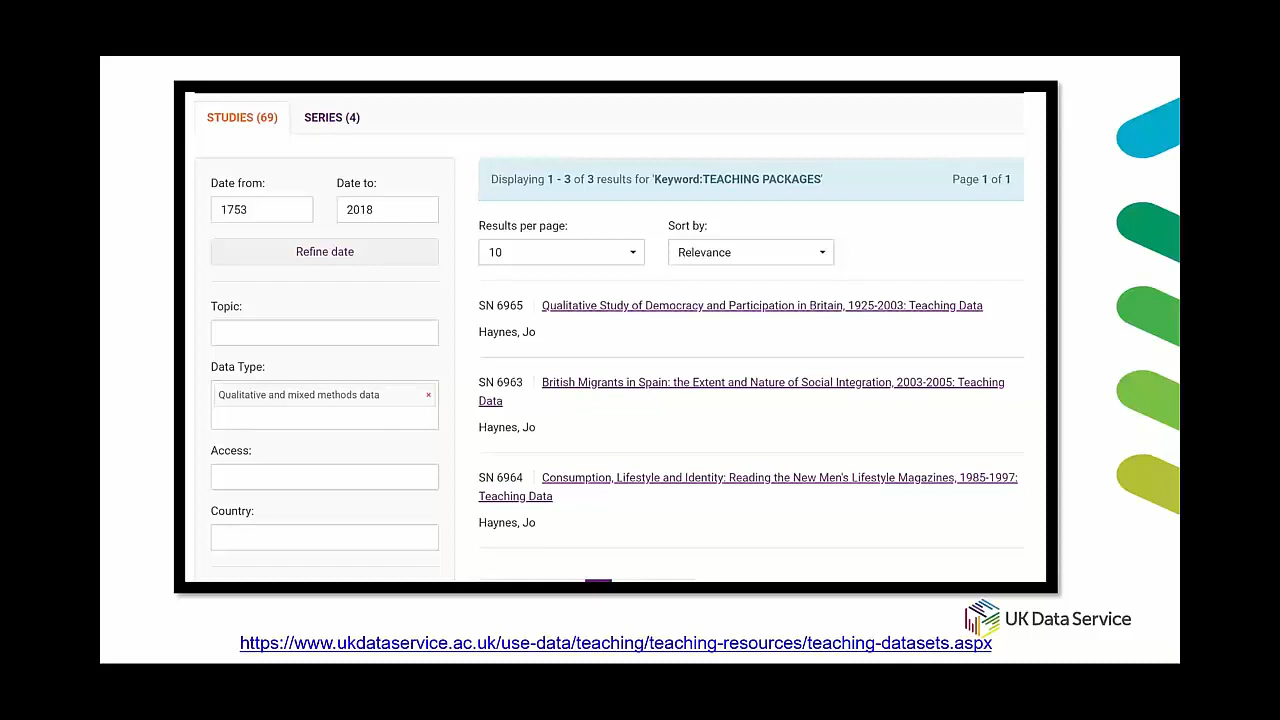 STUDIES (69) SERIES (4)
Date from: Date to:
1753 2018
Refine date
Topic:
Data Type:
Qualitative and mixed methods data ×
Access:
Country:
Displaying 1 - 3 of 3 results for 'Keyword:TEACHING PACKAGES' Page 1 of 1
Results per page: Sort by:
10 Relevance
SN 6965 Qualitative Study of Democracy and Participation in Britain, 1925-2003: Teaching Data
Haynes, Jo
SN 6963 British Migrants in Spain: the Extent and Nature of Social Integration, 2003-2005: Teaching
Data
Haynes, Jo
SN 6964 Consumption, Lifestyle and Identity: Reading the New Men's Lifestyle Magazines, 1985-1997:
Teaching Data
Haynes, Jo
UK Data Service
https://www.ukdataservice.ac.uk/use-data/teaching/teaching-resources/teaching-datasets.aspx